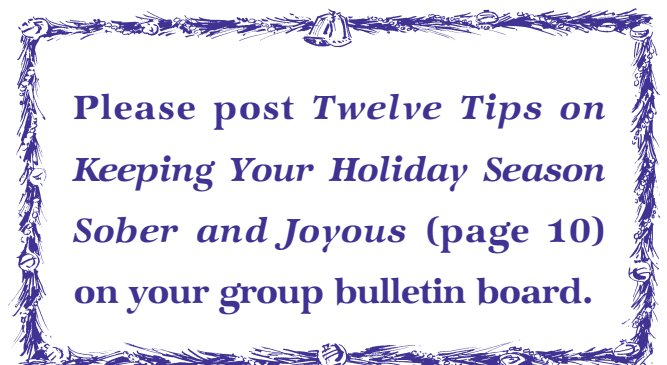 Please post Twelve Tips on
Keeping Your Holiday Season
Sober and Joyous (page 10)
on your group bulletin board.